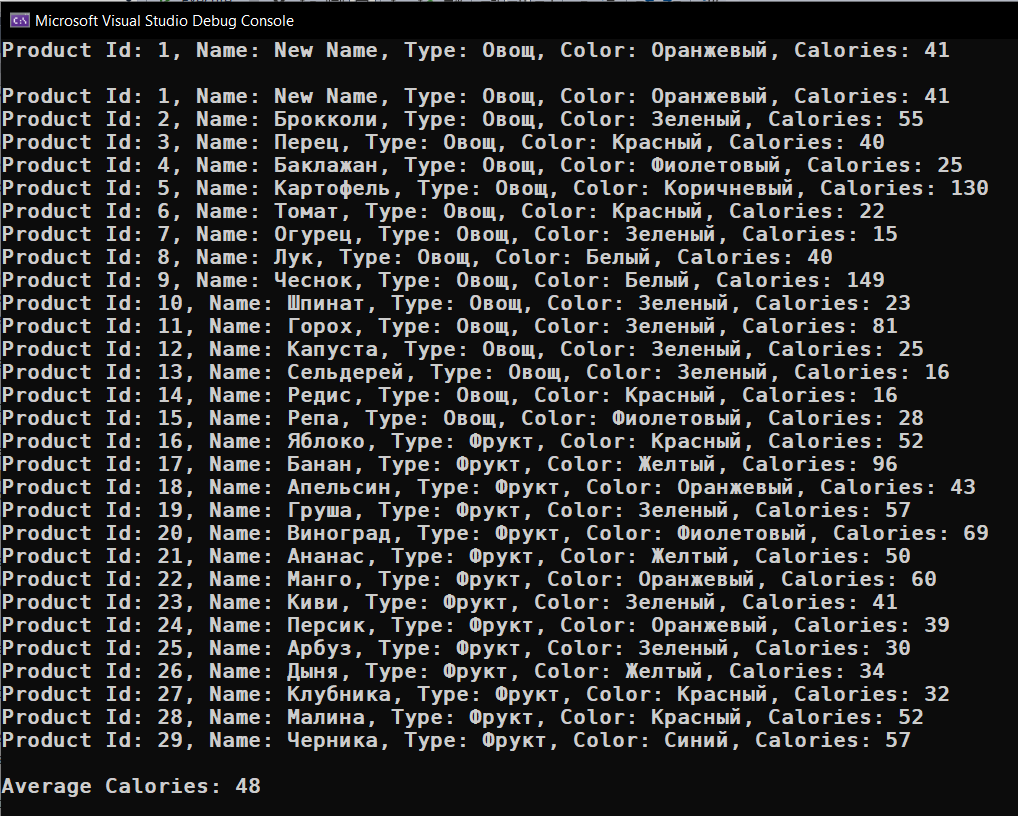 Microsoft Visual Studio Debug Console
Product Id: 1, Name: New Name, Type: Овощ, Color: Оранжевый, Calories: 41
Product Id: 1, Name: New Name, Type: Овощ, Color: Оранжевый, Calories: 41
Product Id: 2, Name: Брокколи, Type: Овощ, Color: Зеленый, Calories: 55
Product Id: 3, Name: Перец, Type: Овощ, Color: Красный, Calories: 40
Product Id: 4, Name: Баклажан, Type: Овощ, Color: Фиолетовый, Calories: 25
Product Id: 5, Name: Картофель, Type: Овощ, Color: Коричневый, Calories: 130
Product Id: 6, Name: Томат, Type: Овощ, Color: Красный, Calories: 22
Product Id: 7, Name: Огурец, Type: Овощ, Color: Зеленый, Calories: 15
Product Id: 8, Name: Лук, Type: Овощ, Color: Белый, Calories: 40
Product Id: 9, Name: Чеснок, Type: Овощ, Color: Белый, Calories: 149
Product Id: 10, Name: Шпинат, Type: Овощ, Color: Зеленый, Calories: 23
Product Id: 11, Name: Горох, Type: Овощ, Color: Зеленый, Calories: 81
Product Id: 12, Name: Капуста, Type: Овощ, Color: Зеленый, Calories: 25
Product Id: 13, Name: Сельдерей, Type: Овощ, Color: Зеленый, Calories: 16
Product Id: 14, Name: Редис, Type: Овощ, Color: Красный, Calories: 16
Product Id: 15, Name: Репа, Type: Овощ, Color: Фиолетовый, Calories: 28
Product Id: 16, Name: Яблоко, Type: Фрукт, Color: Красный, Calories: 52
Product Id: 17, Name: Банан, Type: Фрукт, Color: Желтый, Calories: 96
Product Id: 18, Name: Апельсин, Type: Фрукт, Color: Оранжевый, Calories: 43
Product Id: 19, Name: Груша, Type: Фрукт, Color: Зеленый, Calories: 57
Product Id: 20, Name: Виноград, Type: Фрукт, Color: Фиолетовый, Calories: 69
Product Id: 21, Name: Ананас, Type: Фрукт, Color: Желтый, Calories: 50
Product Id: 22, Name: Манго, Type: Фрукт, Color: Оранжевый, Calories: 60
Product Id: 23, Name: Киви, Type: Фрукт, Color: Зеленый, Calories: 41
Product Id: 24, Name: Персик, Type: Фрукт, Color: Оранжевый, Calories: 39
Product Id: 25, Name: Арбуз, Type: Фрукт, Color: Зеленый, Calories: 30
Product Id: 26, Name: Дыня, Type: Фрукт, Color: Желтый, Calories: 34
Product Id: 27, Name: Клубника, Type: Фрукт, Color: Красный, Calories: 32
Product Id: 28, Name: Малина, Type: Фрукт, Color: Красный, Calories: 52
Product Id: 29, Name: Черника, Type: Фрукт, Color: Синий, Calories: 57
Average Calories: 48